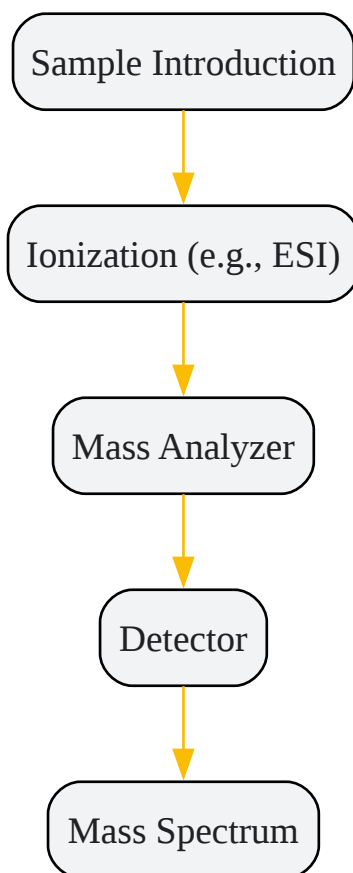 Sample Introduction
Ionization (e.g., ESI)
Mass Analyzer
Detector
Mass Spectrum